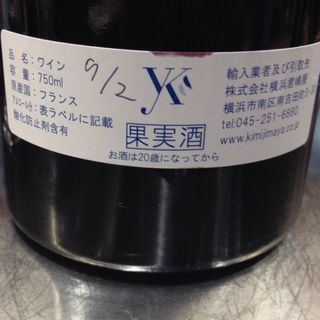 品名：ワイン
容量：750ml
原産国：フランス
アルコール分：表ラベルに記載
酸化防止剤含有
9/2
YK
果実酒
お酒は20歳になってから
輸入業者及び引取先
株式会社横浜君嶋屋
横浜市南区南吉田町3-
tel:045-251-6880
www.kimijimaya.co.jp